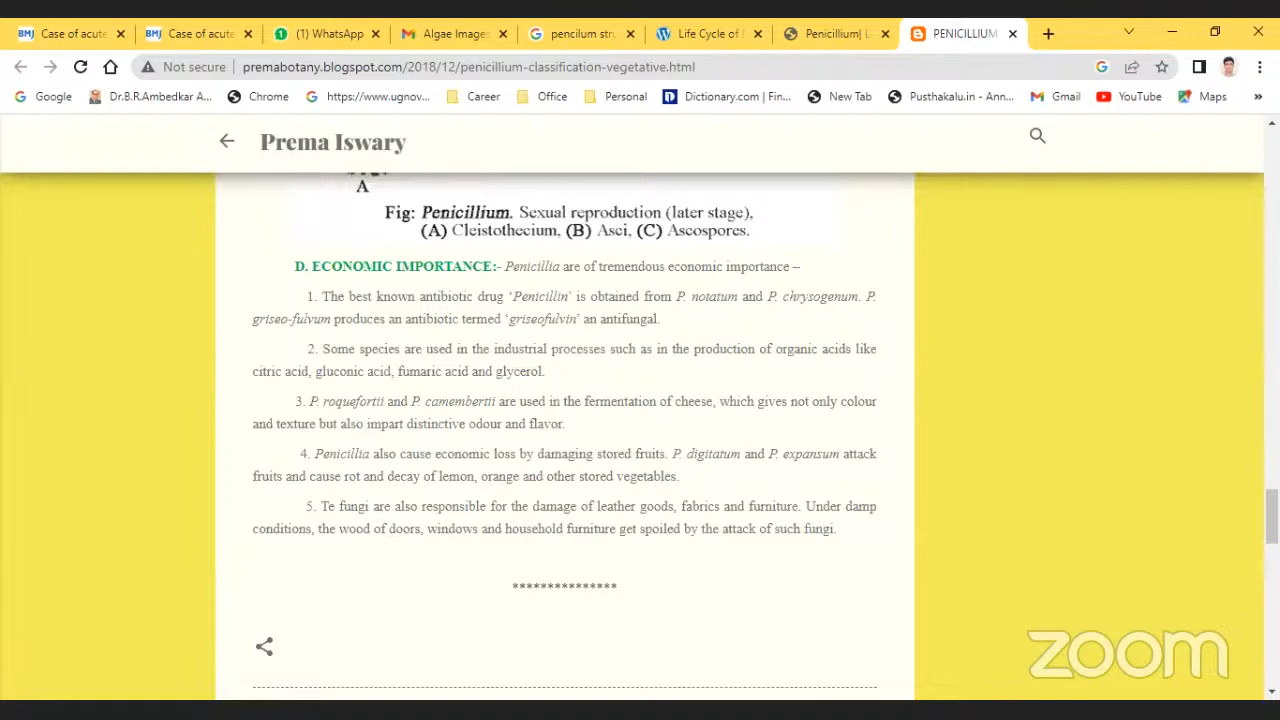 BMJ Case of acute
BMJ Case of acute
1 (1) WhatsApp
Algae Images
pencilum stru
Life Cycle of
Penicillium|
PENICILLIUM
Not secure | premabotany.blogspot.com/2018/12/penicillium-classification-vegetative.html
Google Dr.B.R.Ambedkar A... Chrome https://www.ugnov... Career Office Personal Dictionary.com | Fin... New Tab Pusthakalu.in - Ann... Gmail YouTube Maps »
Prema Iswary
A
Fig: Penicillium. Sexual reproduction (later stage),
(A) Cleistothecium, (B) Asci, (C) Ascospores.
D. ECONOMIC IMPORTANCE:- Penicillia are of tremendous economic importance –
1. The best known antibiotic drug ‘Penicillin’ is obtained from P. notatum and P. chrysogenum. P.
griseo-fulvum produces an antibiotic termed ‘griseofulvin’ an antifungal.
2. Some species are used in the industrial processes such as in the production of organic acids like
citric acid, gluconic acid, fumaric acid and glycerol.
3. P. roquefortii and P. camembertii are used in the fermentation of cheese, which gives not only colour
and texture but also impart distinctive odour and flavor.
4. Penicillia also cause economic loss by damaging stored fruits. P. digitatum and P. expansum attack
fruits and cause rot and decay of lemon, orange and other stored vegetables.
5. Te fungi are also responsible for the damage of leather goods, fabrics and furniture. Under damp
conditions, the wood of doors, windows and household furniture get spoiled by the attack of such fungi.
***************
zoom